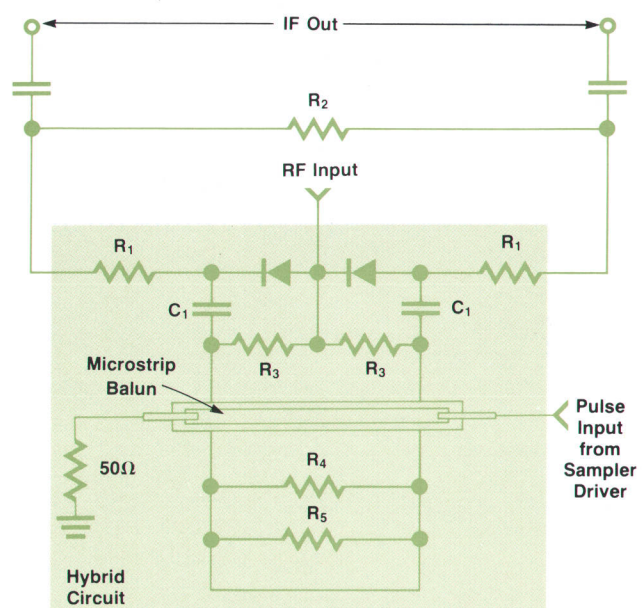 IF Out
R2
RF Input
R1
R1
C1
C1
R3
R3
Microstrip
Balun
Pulse
Input
from
Sampler
Driver
50Ω
R4
R5
Hybrid
Circuit